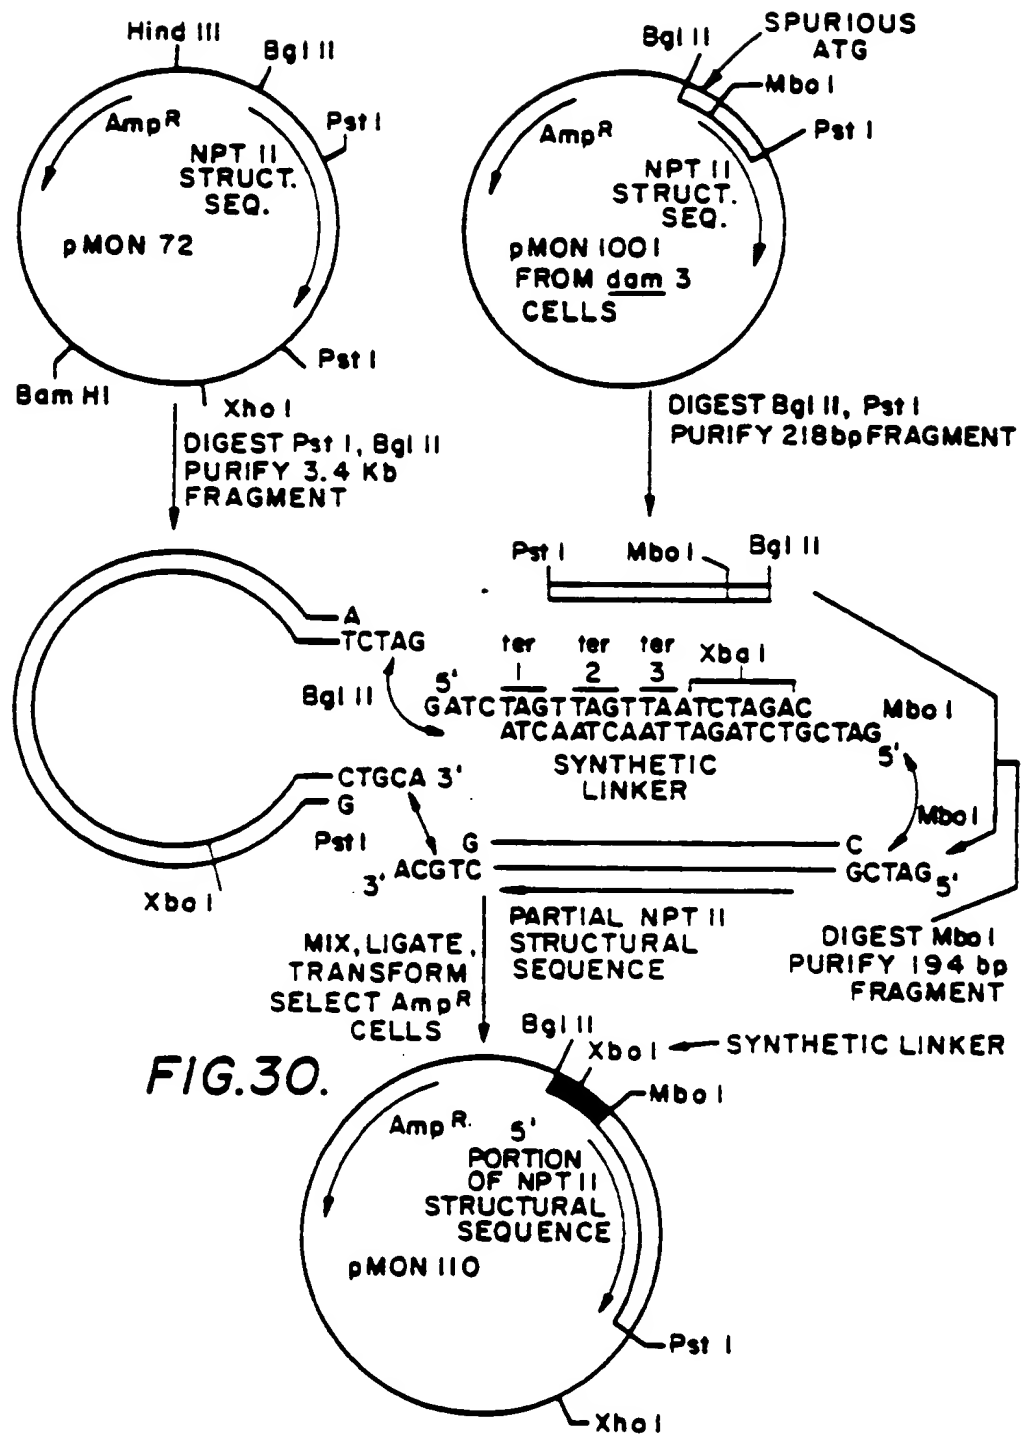 Hind III
Bgl II
Pst I
Amp R
NPT II
STRUCT.
SEQ.
pMON 72
Pst I
Bam HI
Xho I
DIGEST Pst I, Bgl II
PURIFY 3.4 Kb
FRAGMENT
SPURIOUS
ATG
Bgl II
Mbo I
Pst I
Amp R
NPT II
STRUCT.
SEQ.
pMON 1001
FROM dam 3
CELLS
DIGEST Bgl II, Pst I
PURIFY 218bp FRAGMENT
Pst I
Mbo I
Bgl II
A
TCTAG
Bgl II
ter
1
ter
2
ter
3
Xba I
5'
GATCTAGTTAGTTAATCTAGAC
ATCAATCAATTAGATCTGCTAG
Mbo I
5'
SYNTHETIC
LINKER
CTGCA 3'
G
Pst I
Xba I
G
3' ACGTC
C
GCTAG 5'
Mbo I
PARTIAL NPT II
STRUCTURAL
SEQUENCE
DIGEST Mbo I
PURIFY 194 bp
FRAGMENT
MIX, LIGATE,
TRANSFORM
SELECT Amp R
CELLS
FIG.30.
Bgl II
Xba I
SYNTHETIC LINKER
Mbo I
Amp R.
5'
PORTION
OF NPT II
STRUCTURAL
SEQUENCE
pMON 110
Pst I
Xho I